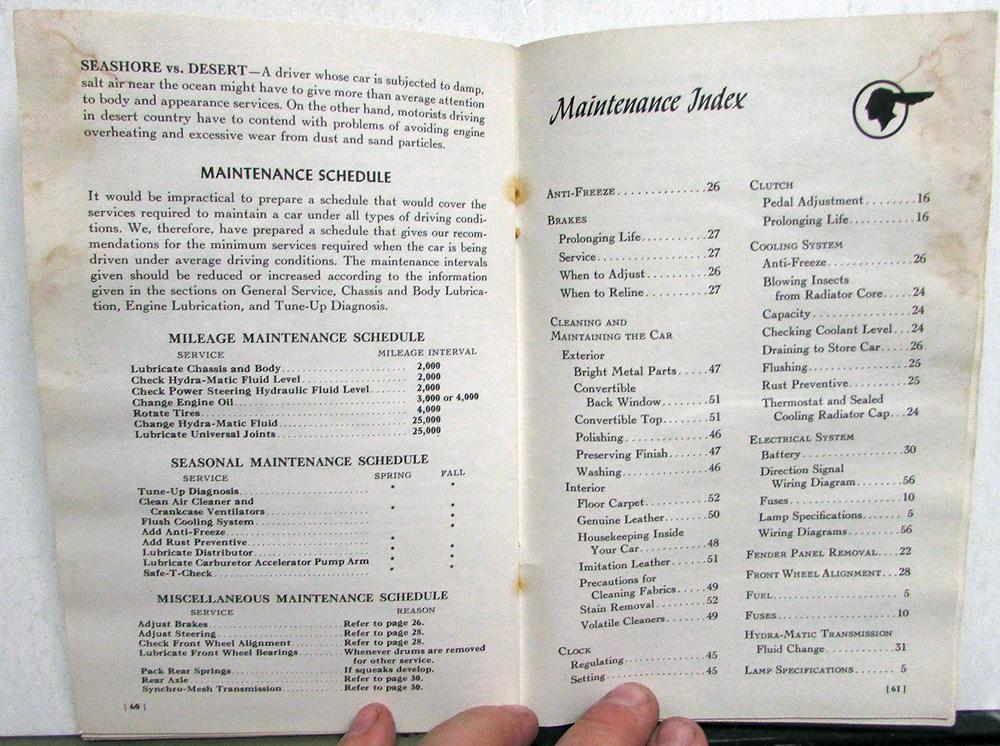 SEASHORE vs. DESERT—A driver whose car is subjected to damp,
salt air near the ocean might have to give more than average attention
to body and appearance services. On the other hand, motorists driving
in desert country have to contend with problems of avoiding engine
overheating and excessive wear from dust and sand particles.
MAINTENANCE SCHEDULE
It would be impractical to prepare a schedule that would cover the
services required to maintain a car under all types of driving condi-
tions. We, therefore, have prepared a schedule that gives our recom-
mendations for the minimum services required when the car is being
driven under average driving conditions. The maintenance intervals
given should be reduced or increased according to the information
given in the sections on General Service, Chassis and Body Lubrica-
tion, Engine Lubrication, and Tune-Up Diagnosis.
MILEAGE MAINTENANCE SCHEDULE
SERVICE MILEAGE INTERVAL
Lubricate Chassis and Body 2,000
Check Hydra-Matic Fluid Level 2,000
Check Power Steering Hydraulic Fluid Level 2,000
Change Engine Oil 3,000 or 4,000
Rotate Tires 4,000
Change Hydra-Matic Fluid 25,000
Lubricate Universal Joints 25,000
SEASONAL MAINTENANCE SCHEDULE
SERVICE SPRING FALL
Tune-Up Diagnosis • •
Clean Air Cleaner and
Crankcase Ventilators • •
Flush Cooling System •
Add Anti-Freeze •
Add Rust Preventive •
Lubricate Distributor • •
Lubricate Carburetor Accelerator Pump Arm • •
Safe-T-Check • •
MISCELLANEOUS MAINTENANCE SCHEDULE
SERVICE REASON
Adjust Brakes Refer to page 26.
Adjust Steering Refer to page 28.
Check Front Wheel Alignment Refer to page 28.
Lubricate Front Wheel Bearings Whenever drums are removed
for other service.
Pack Rear Springs If squeaks develop.
Rear Axle Refer to page 30.
Synchro-Mesh Transmission Refer to page 30.
[ 60 ]
Maintenance Index
ANTI-FREEZE 26
BRAKES
Prolonging Life 27
Service 27
When to Adjust 26
When to Reline 27
CLEANING AND
MAINTAINING THE CAR
Exterior
Bright Metal Parts 47
Convertible
Back Window 51
Convertible Top 51
Polishing 46
Preserving Finish 47
Washing 46
Interior
Floor Carpet 52
Genuine Leather 50
Housekeeping Inside
Your Car 48
Imitation Leather 51
Precautions for
Cleaning Fabrics 49
Stain Removal 52
Volatile Cleaners 49
CLOCK
Regulating 45
Setting 45
CLUTCH
Pedal Adjustment 16
Prolonging Life 16
COOLING SYSTEM
Anti-Freeze 26
Blowing Insects
from Radiator Core 24
Capacity 24
Checking Coolant Level 24
Draining to Store Car 26
Flushing 25
Rust Preventive 25
Thermostat and Sealed
Cooling Radiator Cap 24
ELECTRICAL SYSTEM
Battery 30
Direction Signal
Wiring Diagram 56
Fuses 10
Lamp Specifications 5
Wiring Diagrams 56
FENDER PANEL REMOVAL 22
FRONT WHEEL ALIGNMENT 28
FUEL 5
FUSES 10
HYDRA-MATIC TRANSMISSION
Fluid Change 31
LAMP SPECIFICATIONS 5
[ 61 ]